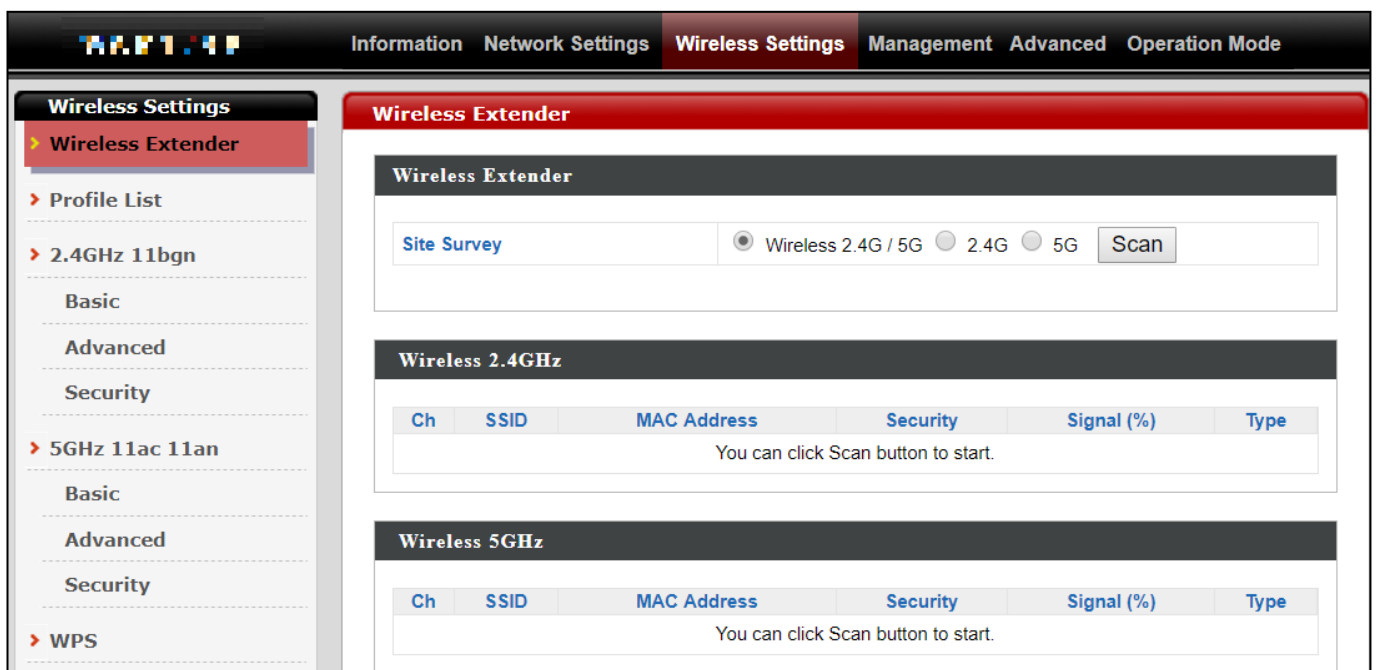 Information Network Settings Wireless Settings Management Advanced Operation Mode
Wireless Settings
Wireless Extender
Profile List
2.4GHz 11bgn
Basic
Advanced
Security
5GHz 11ac 11an
Basic
Advanced
Security
WPS
Wireless Extender
Wireless Extender
Site Survey Wireless 2.4G / 5G 2.4G 5G Scan
Wireless 2.4GHz
Ch SSID MAC Address Security Signal (%) Type
You can click Scan button to start.
Wireless 5GHz
Ch SSID MAC Address Security Signal (%) Type
You can click Scan button to start.